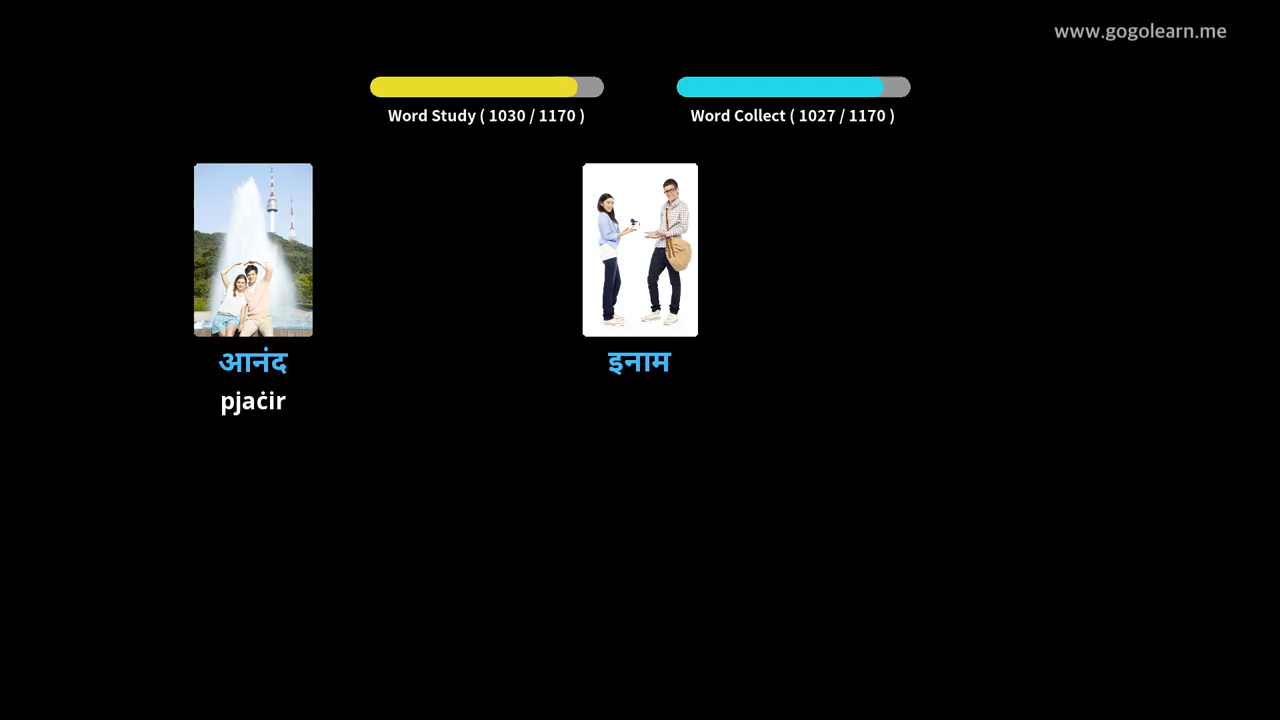 www.gogolearn.me
Word Study ( 1030 / 1170 )
Word Collect ( 1027 / 1170 )
आनंद
pjaċir
इनाम